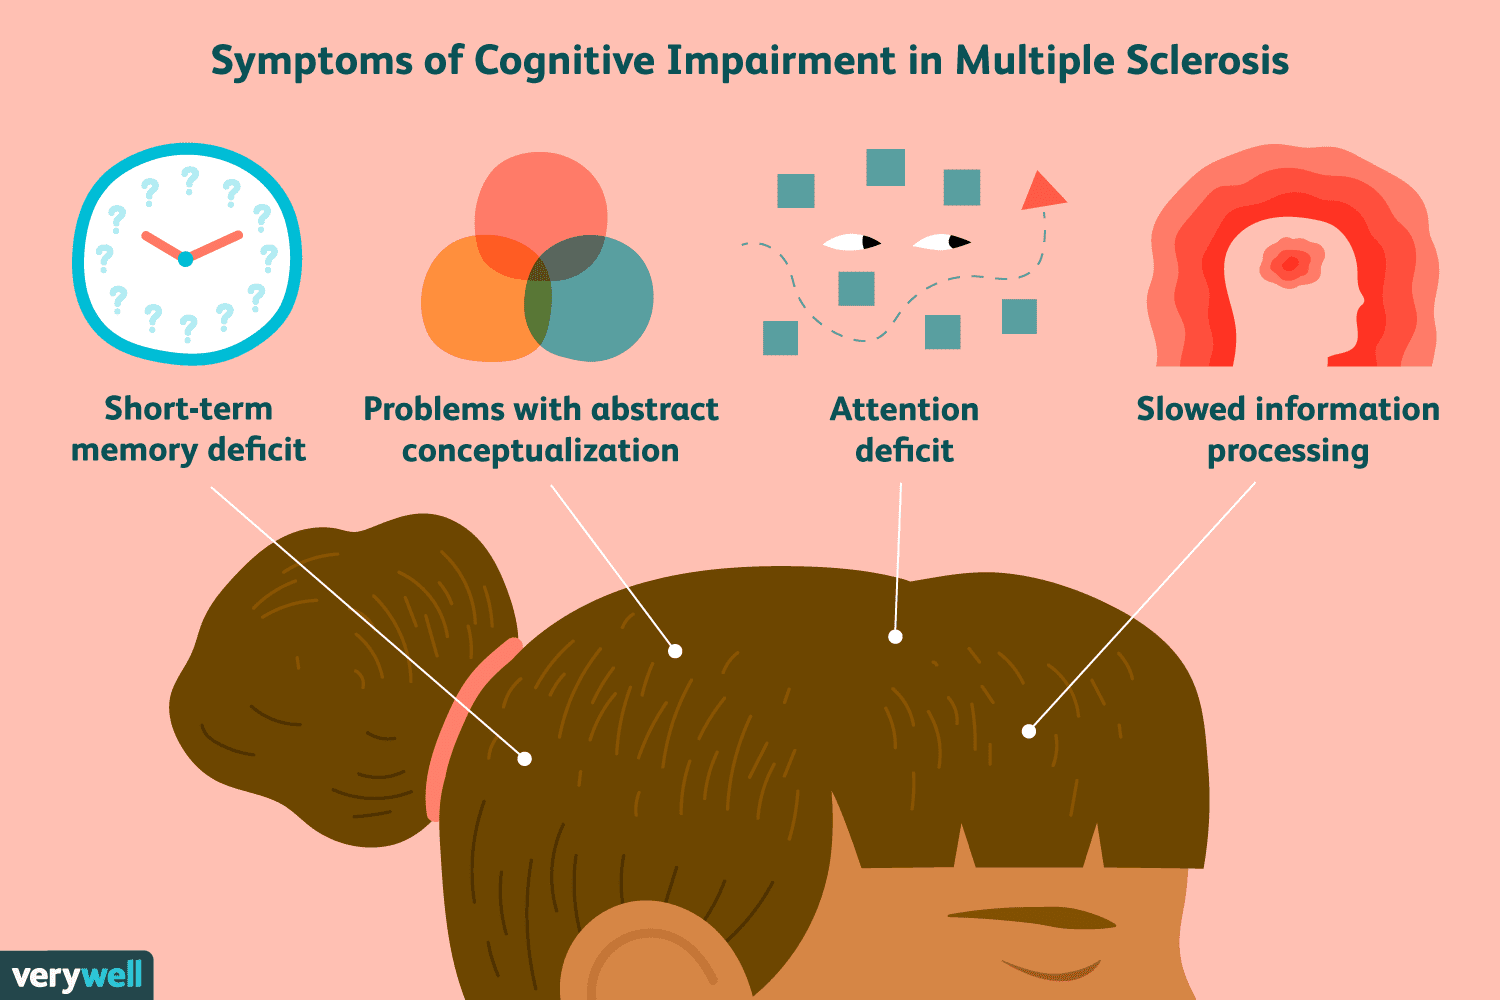 Symptoms of Cognitive Impairment in Multiple Sclerosis
? ? ? ? ? ? ? ? ? ? ? ?
Short-term
memory deficit
Problems with abstract
conceptualization
Attention
deficit
Slowed information
processing
verywell